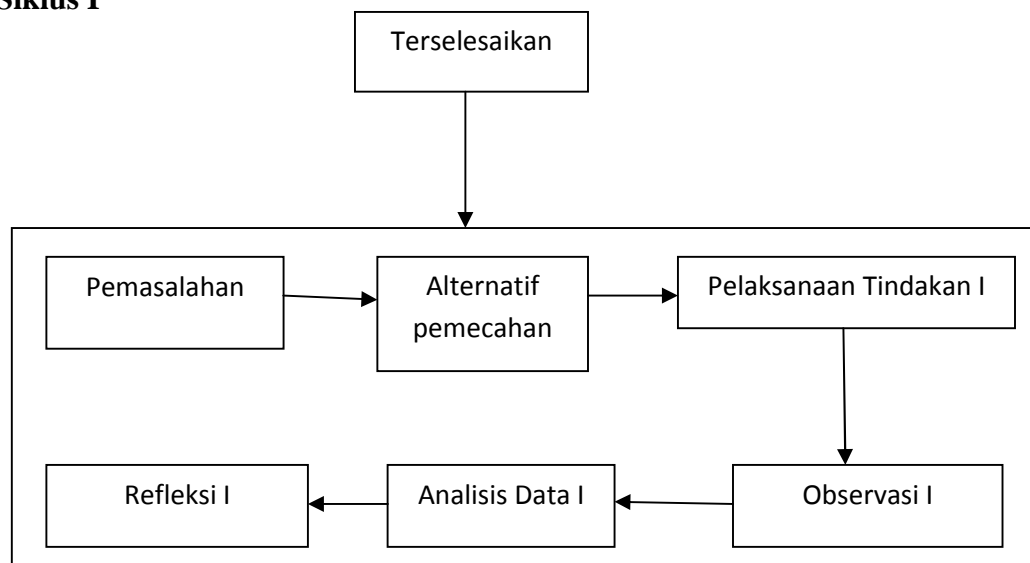 Siklus I
Terselesaikan
Pemasalahan
Alternatif
pemecahan
Pelaksanaan Tindakan I
Refleksi I
Analisis Data I
Observasi I